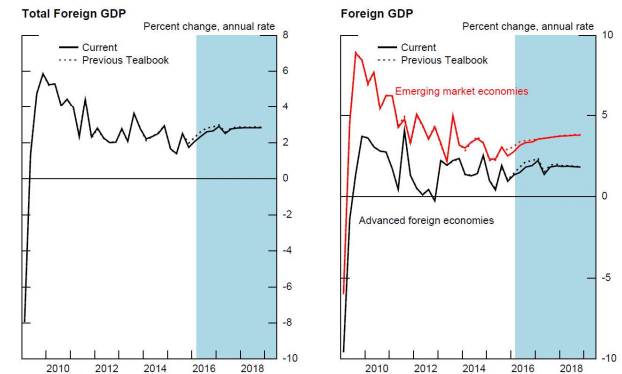 Total Foreign GDP
Percent change, annual rate
Current
Previous Tealbook
8
6
4
2
0
-2
-4
-6
-8
-10
2010 2012 2014 2016 2018
Foreign GDP
Percent change, annual rate
Current
Previous Tealbook
Emerging market economies
Advanced foreign economies
10
5
0
-5
-10
2010 2012 2014 2016 2018